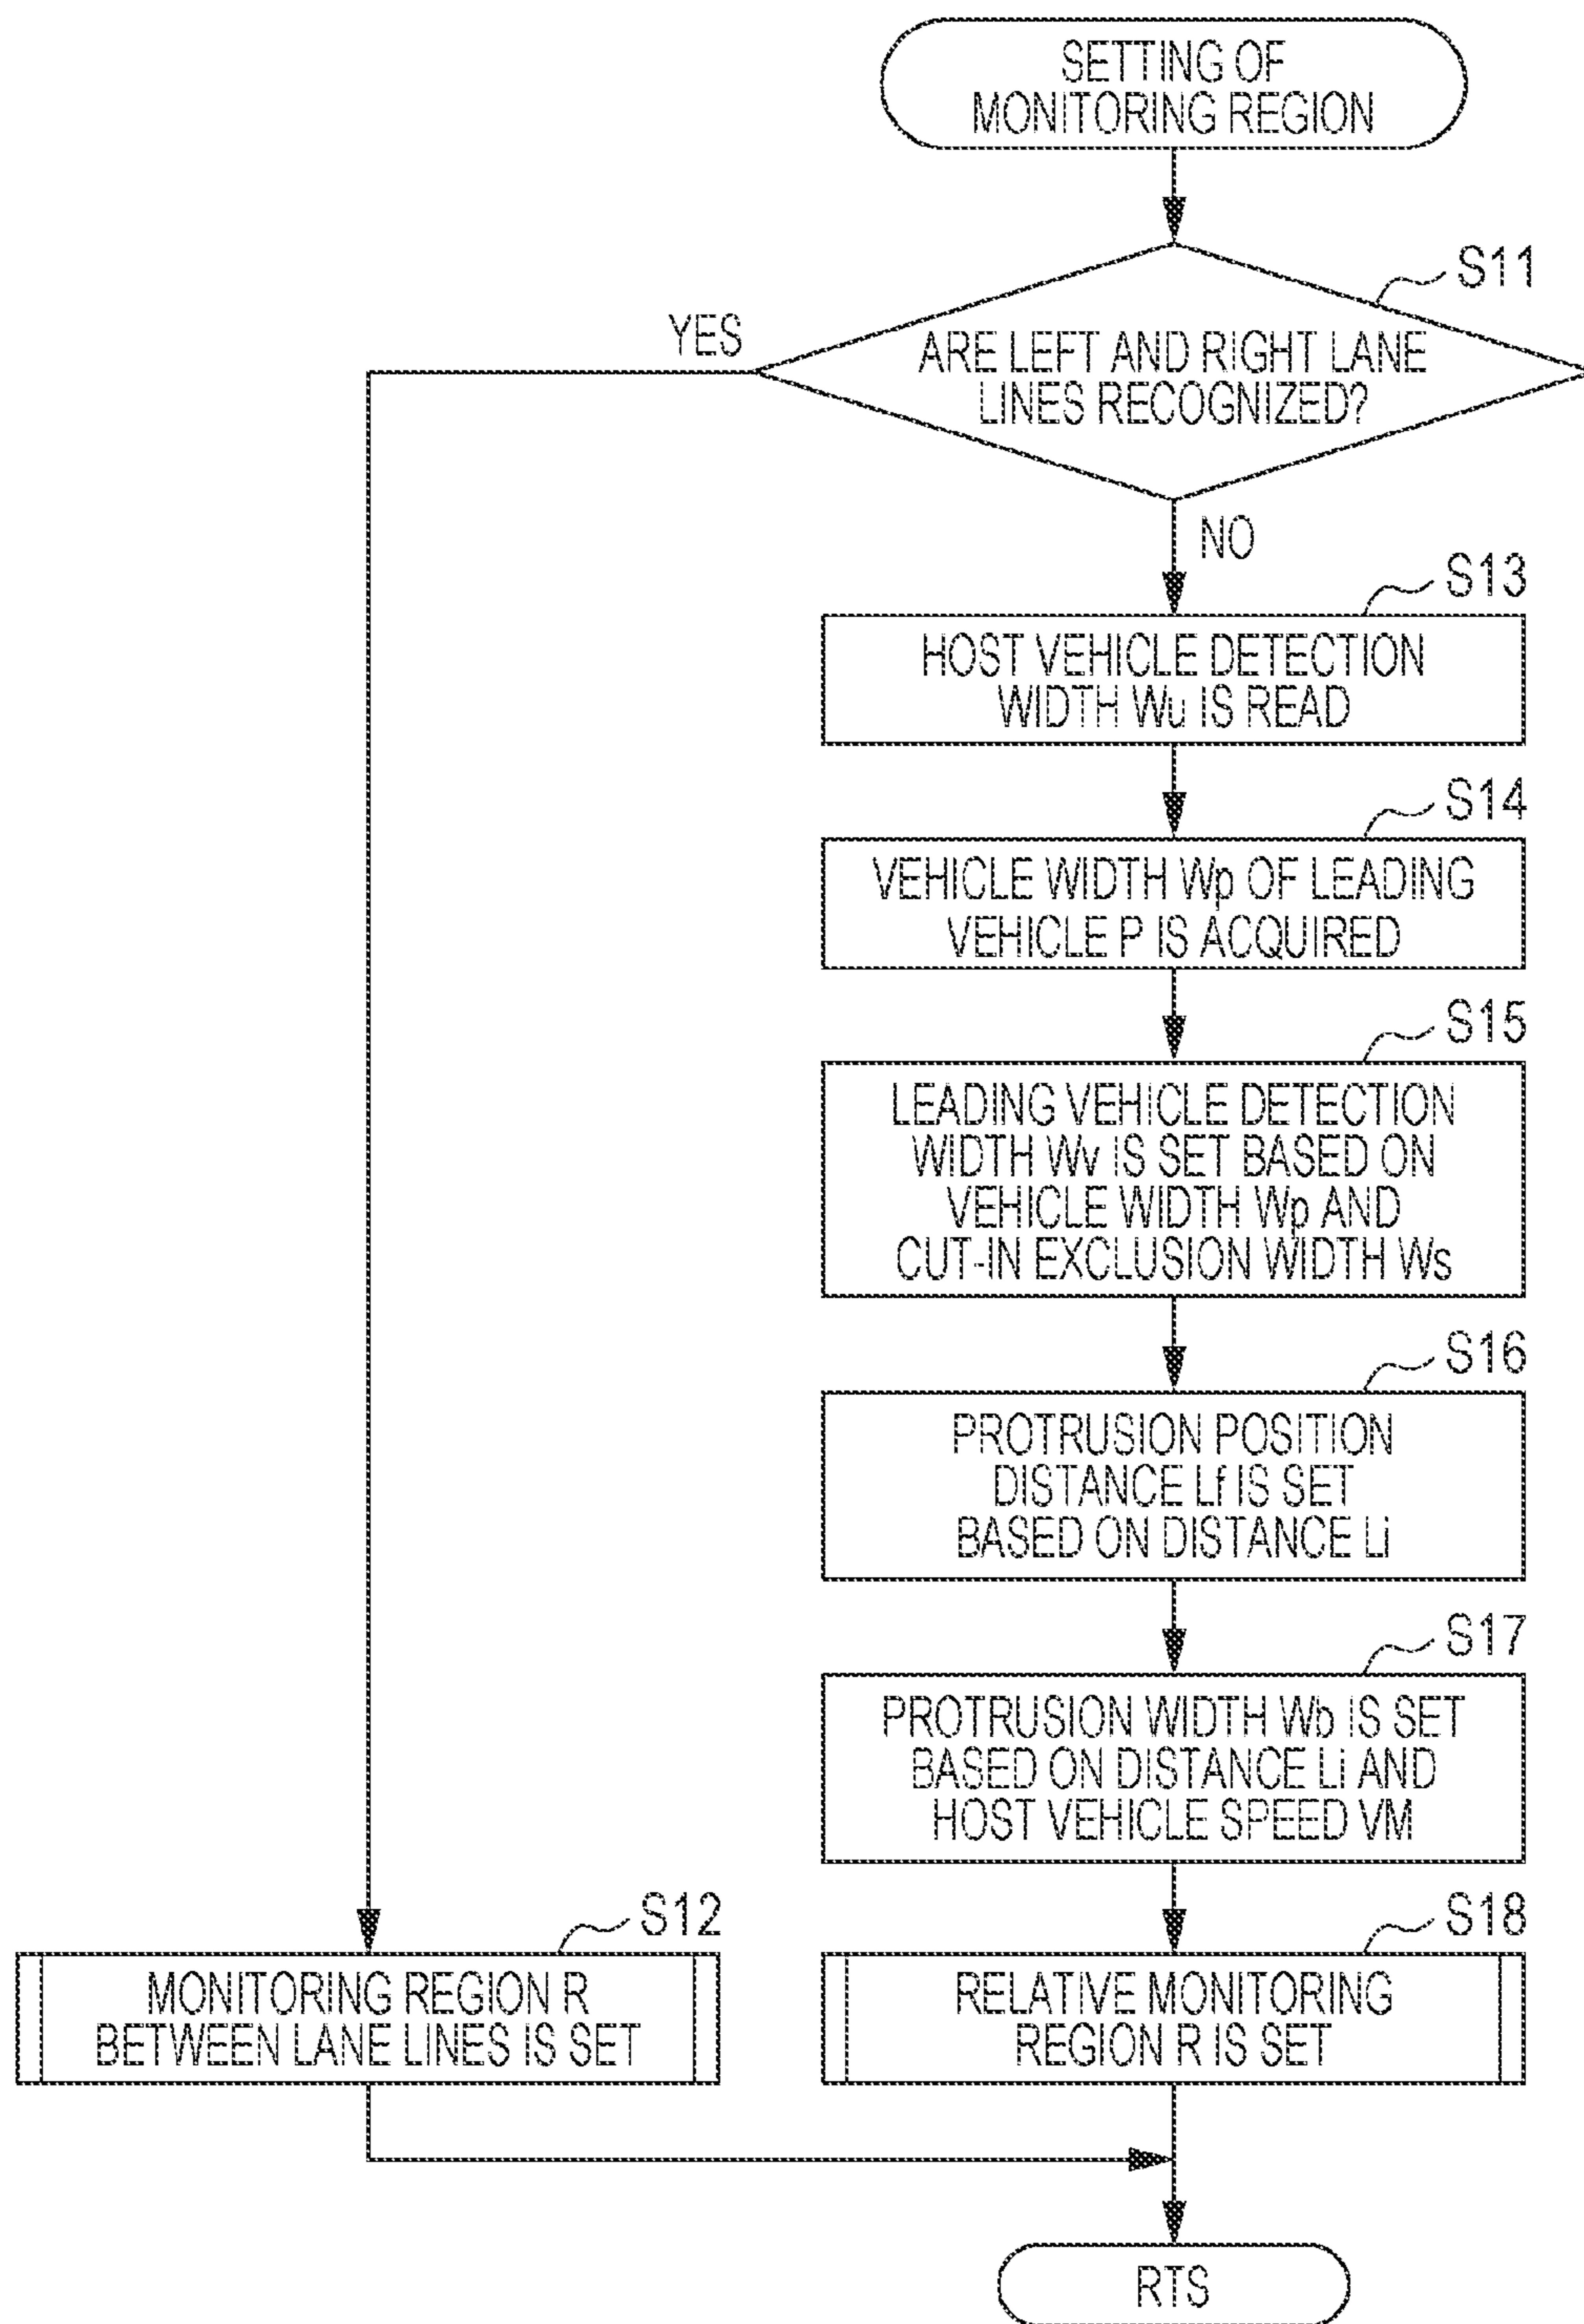 SETTING OF
MONITORING REGION
S11
YES
ARE LEFT AND RIGHT LANE
LINES RECOGNIZED?
NO
S13
HOST VEHICLE DETECTION
WIDTH Wu IS READ
S14
VEHICLE WIDTH Wp OF LEADING
VEHICLE P IS ACQUIRED
S15
LEADING VEHICLE DETECTION
WIDTH Wv IS SET BASED ON
VEHICLE WIDTH Wp AND
CUT-IN EXCLUSION WIDTH Ws
S16
PROTRUSION POSITION
DISTANCE Lf IS SET
BASED ON DISTANCE Li
S17
PROTRUSION WIDTH Wb IS SET
BASED ON DISTANCE Li AND
HOST VEHICLE SPEED VM
S12
MONITORING REGION R
BETWEEN LANE LINES IS SET
S18
RELATIVE MONITORING
REGION R IS SET
RTS